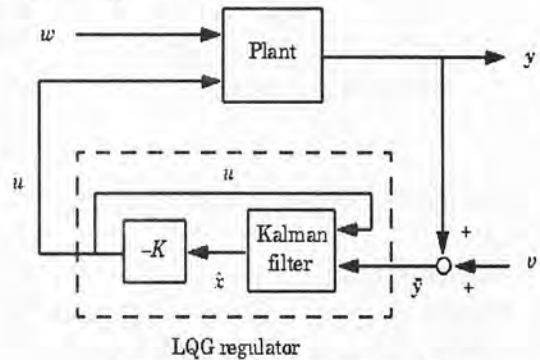 w
Plant
y
u
u
–K
Kalman
filter
+
x̂
ỹ
+
v
LQG regulator